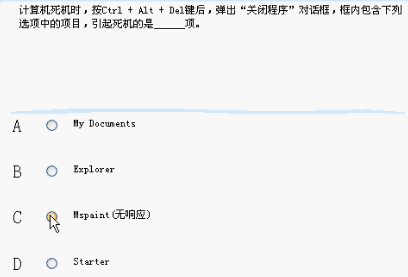 计算机死机时，按Ctrl + Alt + Del键后，弹出“关闭程序”对话框，框内包含下列
选项中的项目，引起死机的是______项。
A My Documents
B Explorer
C Mspaint(无响应)
D Starter